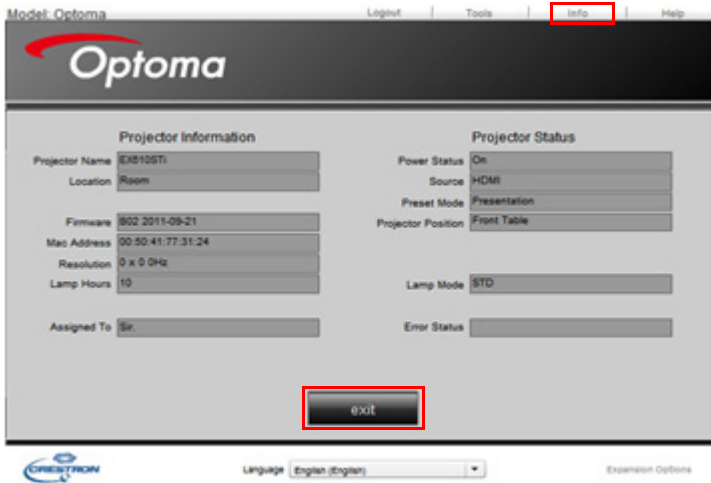 Model: Optoma
Logout | Tools | Info | Help
Optoma
Projector Information
Projector Name EX610STi
Location Room
Firmware B02 2011-09-21
Mac Address 00:50:41:77:31:24
Resolution 0 x 0 0Hz
Lamp Hours 10
Assigned To Sir.
Projector Status
Power Status On
Source HDMI
Preset Mode Presentation
Projector Position Front Table
Lamp Mode STD
Error Status
exit
CRESTRON
Language English (English)
Expansion Options